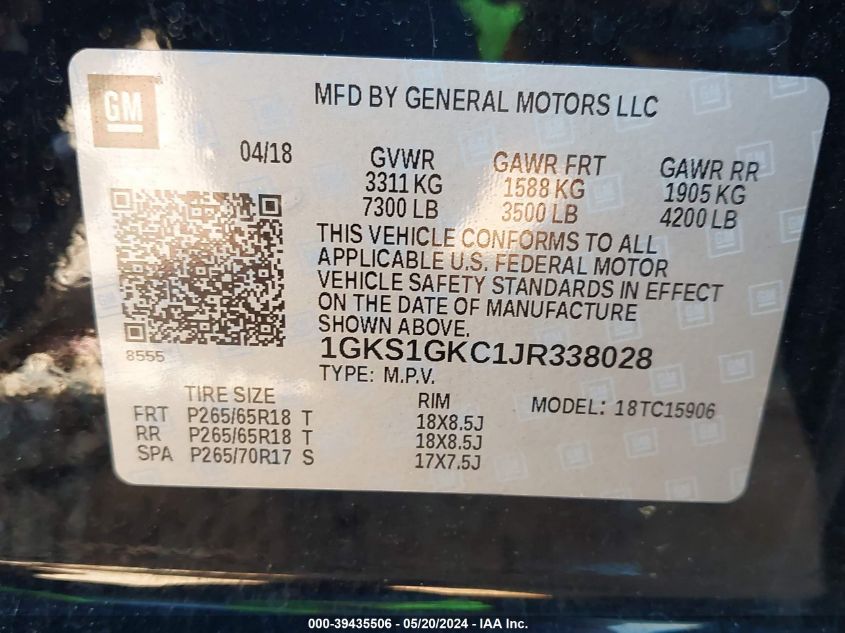 GM
MFD BY GENERAL MOTORS LLC
04/18
GVWR GAWR FRT GAWR RR
3311 KG 1588 KG 1905 KG
7300 LB 3500 LB 4200 LB
THIS VEHICLE CONFORMS TO ALL
APPLICABLE U.S. FEDERAL MOTOR
VEHICLE SAFETY STANDARDS IN EFFECT
ON THE DATE OF MANUFACTURE
SHOWN ABOVE.
8555
1GKS1GKC1JR338028
TYPE: M.P.V.
TIRE SIZE RIM MODEL: 18TC15906
FRT P265/65R18 T 18X8.5J
RR P265/65R18 T 18X8.5J
SPA P265/70R17 S 17X7.5J
000-39435506 - 05/20/2024 - IAA Inc.